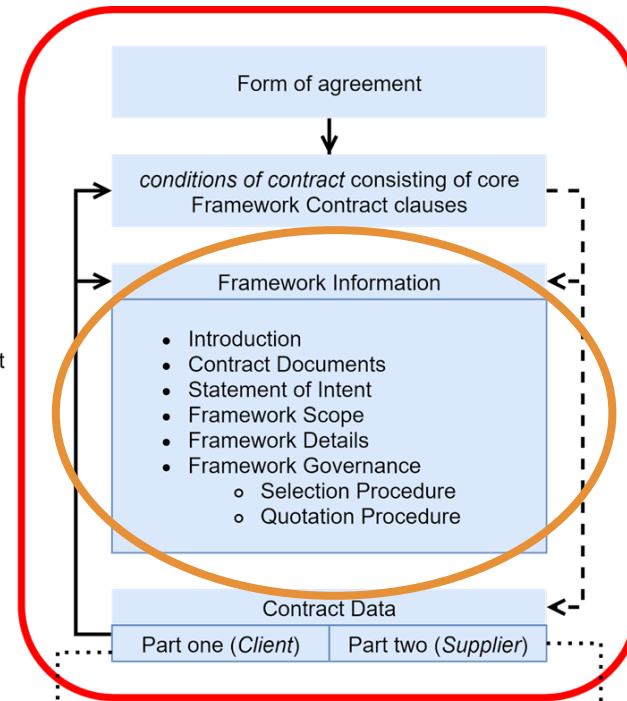 Form of agreement
conditions of contract consisting of core
Framework Contract clauses
Framework Information
• Introduction
t
• Contract Documents
• Statement of Intent
• Framework Scope
• Framework Details
• Framework Governance
o Selection Procedure
o Quotation Procedure
Contract Data
Part one (Client)
Part two (Supplier)